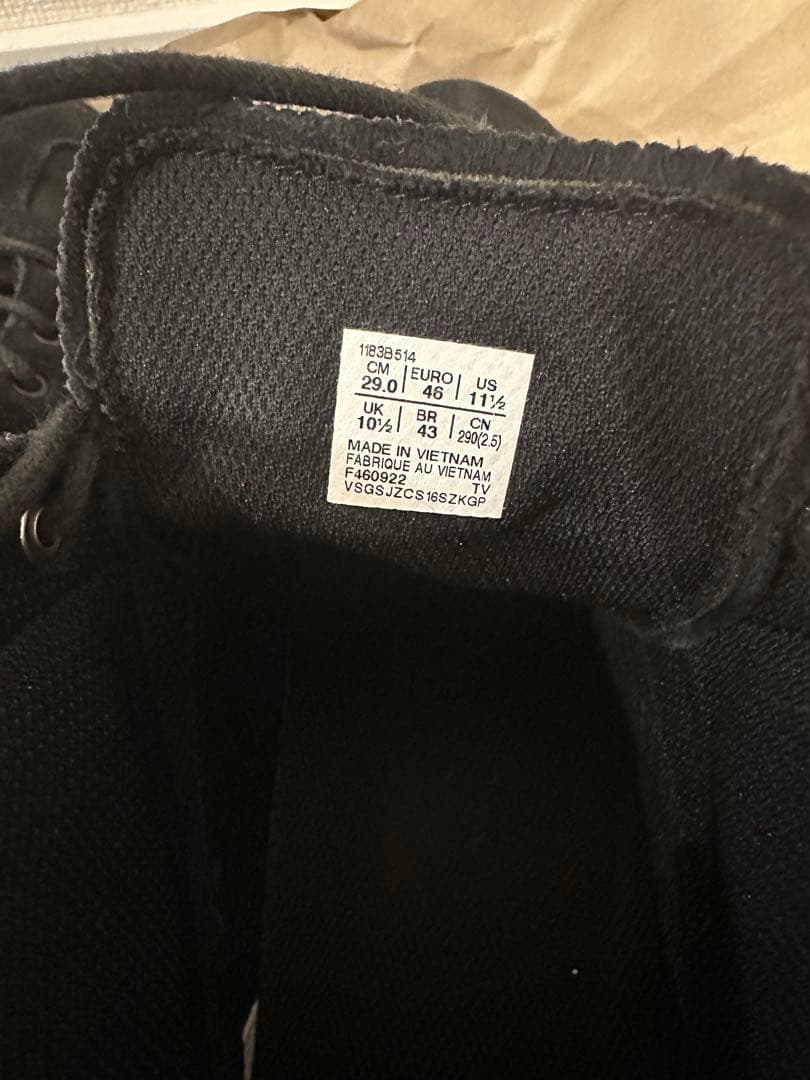 1183B514
CM EURO US
29.0 46 11½
UK BR CN
10½ 43 290(2.5)
MADE IN VIETNAM
FABRIQUE AU VIETNAM
F460922 TV
VSGSJZCS16SZKGP